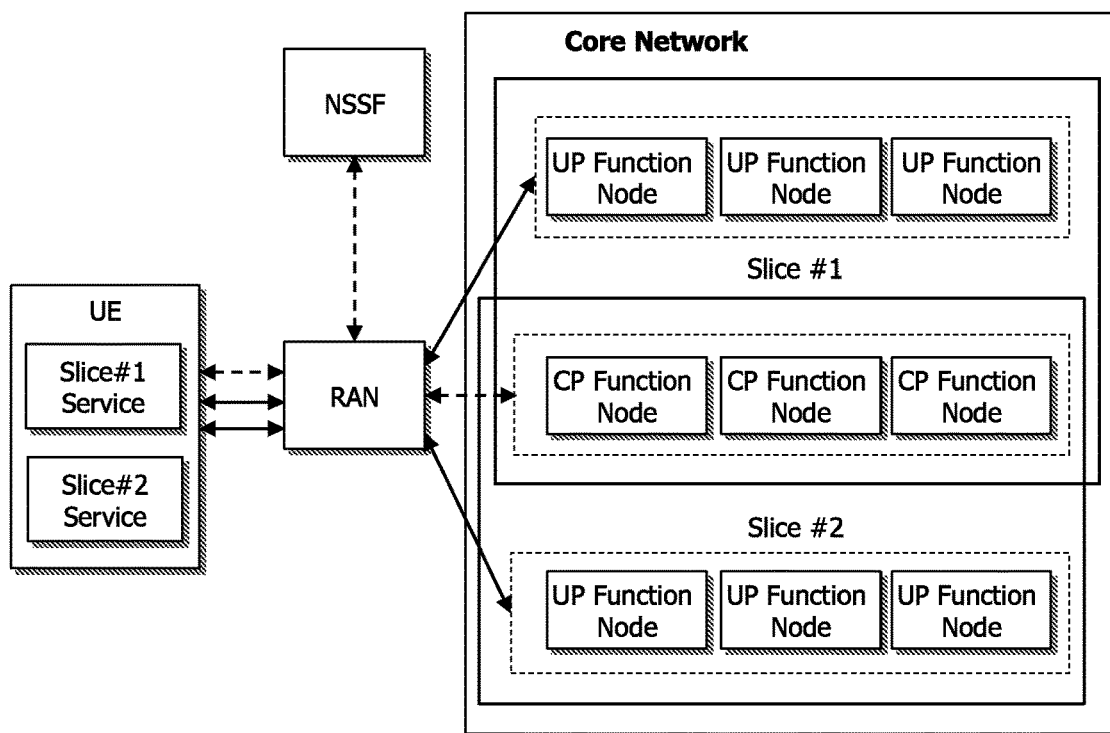 Core Network
NSSF
UP Function
Node
UP Function
Node
UP Function
Node
Slice #1
UE
Slice#1
Service
Slice#2
Service
RAN
CP Function
Node
CP Function
Node
CP Function
Node
Slice #2
UP Function
Node
UP Function
Node
UP Function
Node